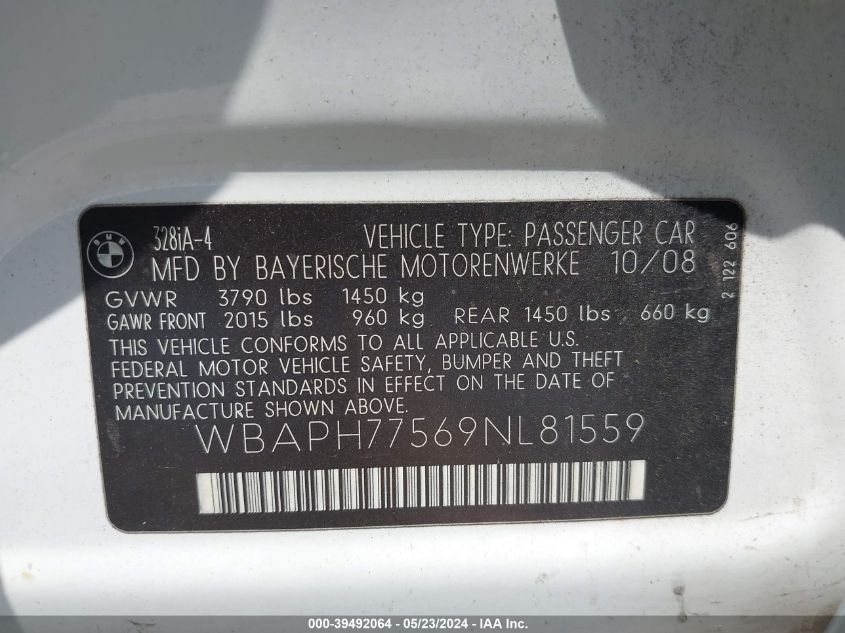 BMW
328iA-4 VEHICLE TYPE: PASSENGER CAR
MFD BY BAYERISCHE MOTORENWERKE 10/08
GVWR 3790 lbs 1450 kg
GAWR FRONT 2015 lbs 960 kg REAR 1450 lbs 660 kg
THIS VEHICLE CONFORMS TO ALL APPLICABLE U.S.
FEDERAL MOTOR VEHICLE SAFETY, BUMPER AND THEFT
PREVENTION STANDARDS IN EFFECT ON THE DATE OF
MANUFACTURE SHOWN ABOVE.
WBAPH77569NL81559
2 122 606
000-39492064 - 05/23/2024 - IAA Inc.